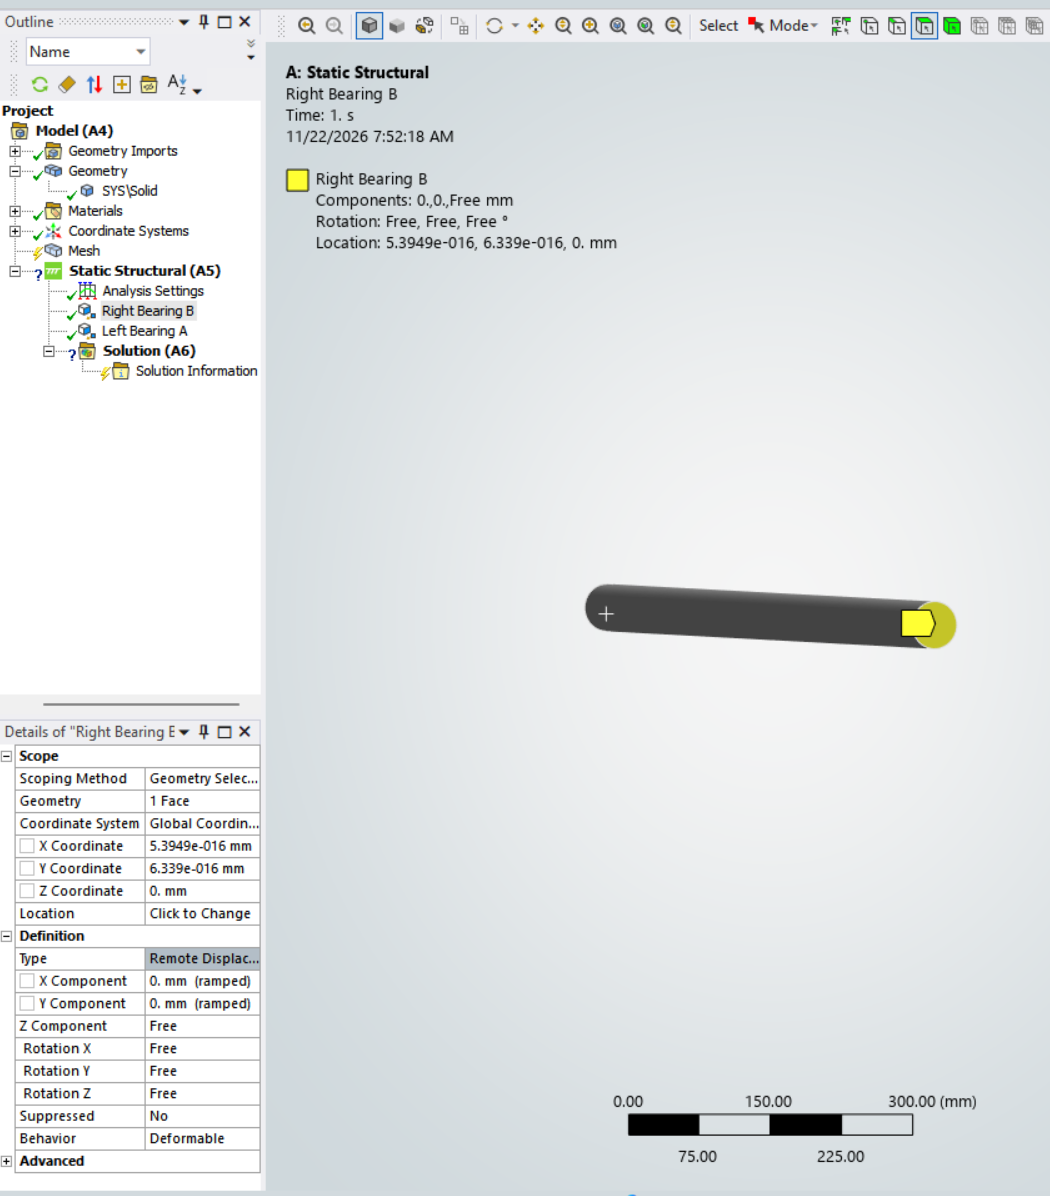 Outline
Name
Project
Model (A4)
Geometry Imports
Geometry
SYS\Solid
Materials
Coordinate Systems
Mesh
Static Structural (A5)
Analysis Settings
Right Bearing B
Left Bearing A
Solution (A6)
Solution Information
Details of "Right Bearing B
Scope
Scoping Method Geometry Selec...
Geometry 1 Face
Coordinate System Global Coordin...
X Coordinate 5.3949e-016 mm
Y Coordinate 6.339e-016 mm
Z Coordinate 0. mm
Location Click to Change
Definition
Type Remote Displac...
X Component 0. mm (ramped)
Y Component 0. mm (ramped)
Z Component Free
Rotation X Free
Rotation Y Free
Rotation Z Free
Suppressed No
Behavior Deformable
Advanced
Select Mode
A: Static Structural
Right Bearing B
Time: 1. s
11/22/2026 7:52:18 AM
Right Bearing B
Components: 0.,0.,Free mm
Rotation: Free, Free, Free °
Location: 5.3949e-016, 6.339e-016, 0. mm
0.00 150.00 300.00 (mm)
75.00 225.00